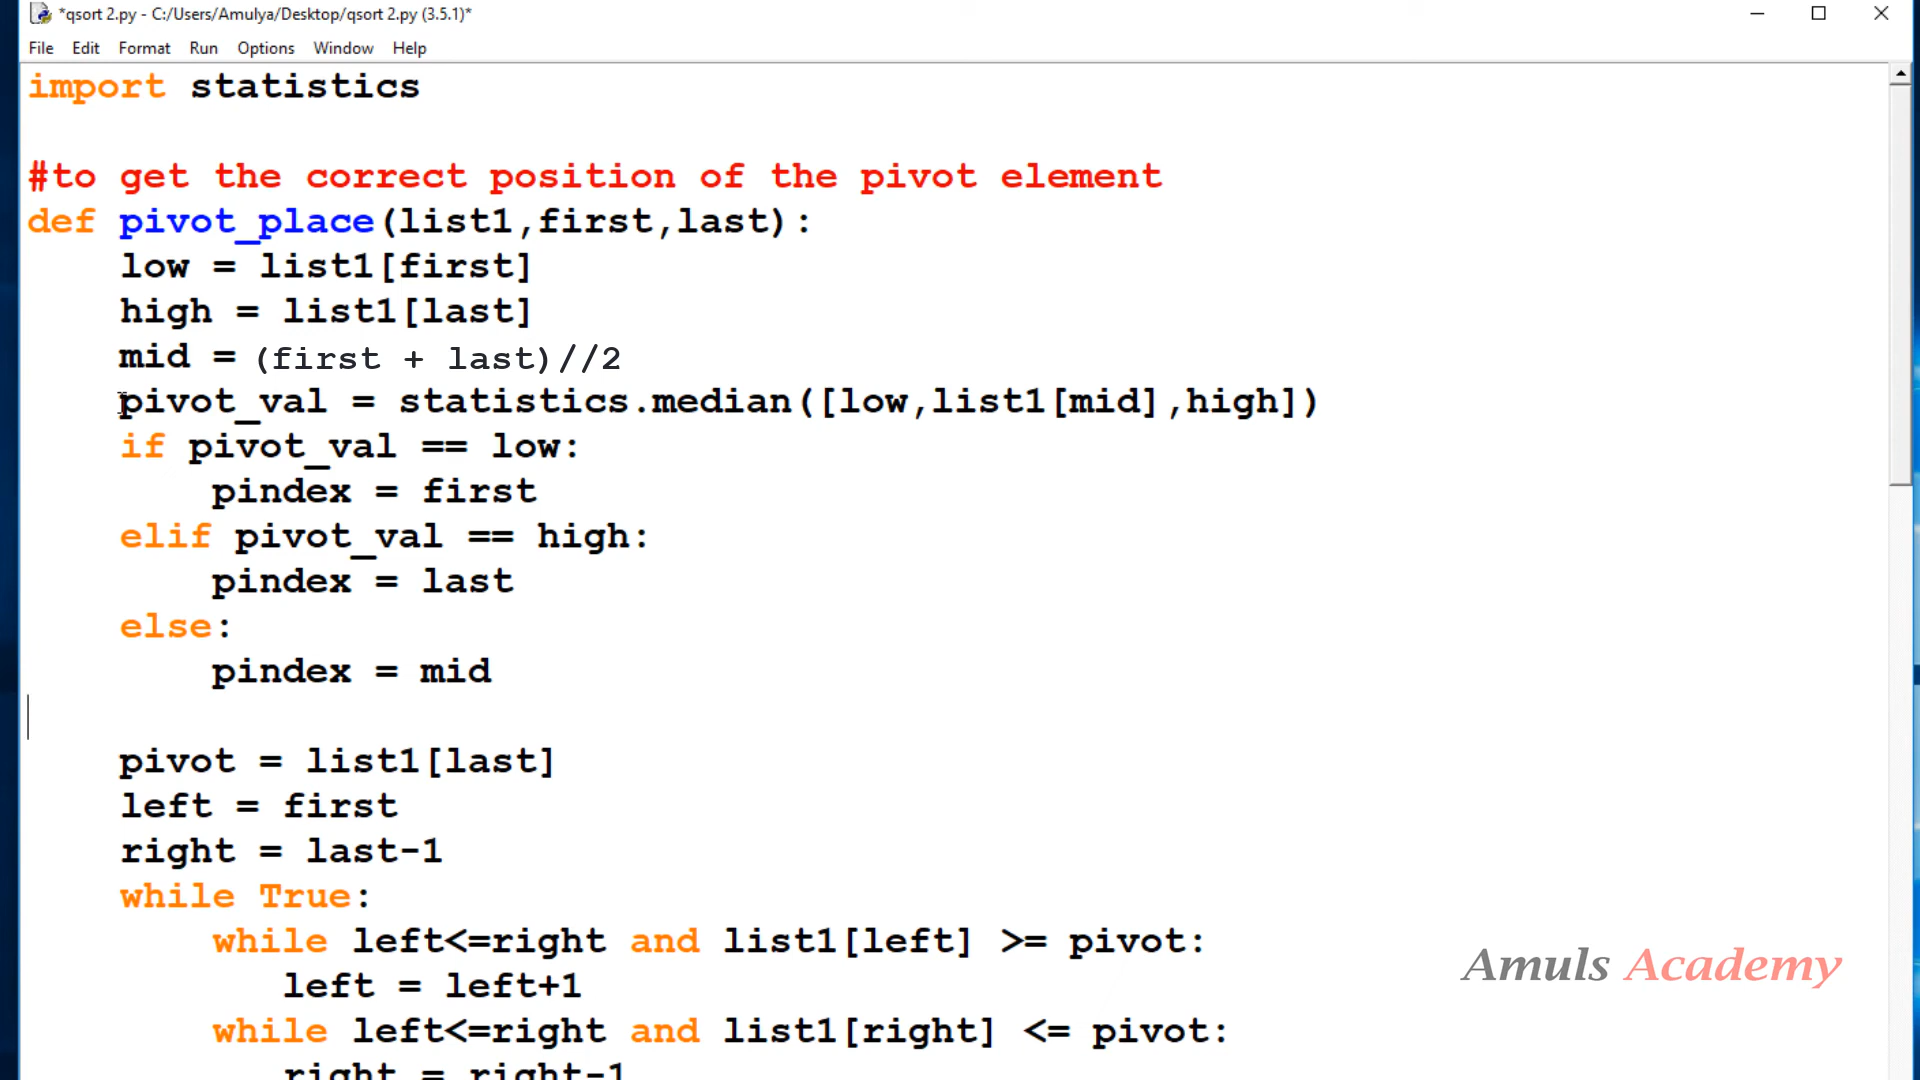 *qsort 2.py - C:/Users/Amulya/Desktop/qsort 2.py (3.5.1)*
File Edit Format Run Options Window Help
import statistics
#to get the correct position of the pivot element
def pivot_place(list1,first,last):
    low = list1[first]
    high = list1[last]
    mid = (first + last)//2
    pivot_val = statistics.median([low,list1[mid],high])
    if pivot_val == low:
        pindex = first
    elif pivot_val == high:
        pindex = last
    else:
        pindex = mid
    pivot = list1[last]
    left = first
    right = last-1
    while True:
        while left<=right and list1[left] >= pivot:
            left = left+1
        while left<=right and list1[right] <= pivot:
            right = right-1
Amuls Academy